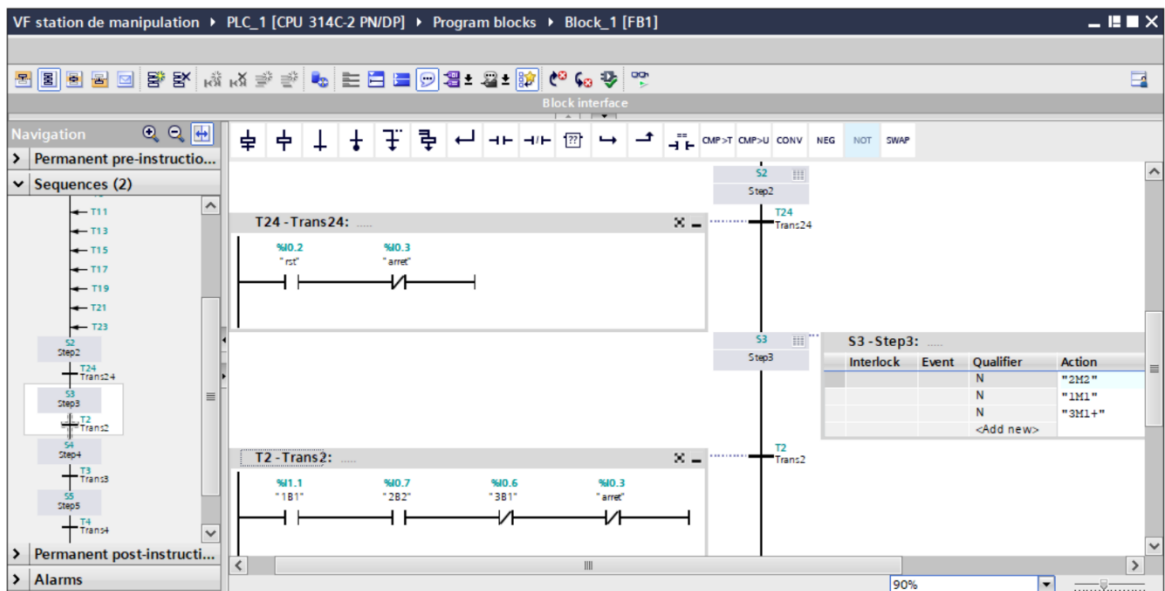 VF station de manipulation ▸ PLC_1 [CPU 314C-2 PN/DP] ▸ Program blocks ▸ Block_1 [FB1]
Block interface
Navigation
Permanent pre-instructio...
Sequences (2)
T11
T13
T15
T17
T19
T21
T23
S2
Step2
T24
Trans24
S3
Step3
T2
Trans2
S4
Step4
T3
Trans3
S5
Step5
T4
Trans4
Permanent post-instructi...
Alarms
CMP>T CMP>U CONV NEG NOT SWAP
S2
Step2
T24
Trans24
T24 - Trans24: .....
%I0.2 %I0.3
"rst" "arret"
S3
Step3
S3 - Step3: .....
Interlock Event Qualifier Action
N "2M2"
N "1M1"
N "3M1+"
<Add new>
T2
Trans2
T2 - Trans2: .....
%I1.1 %I0.7 %I0.6 %I0.3
"1B1" "2B2" "3B1" "arret"
90%